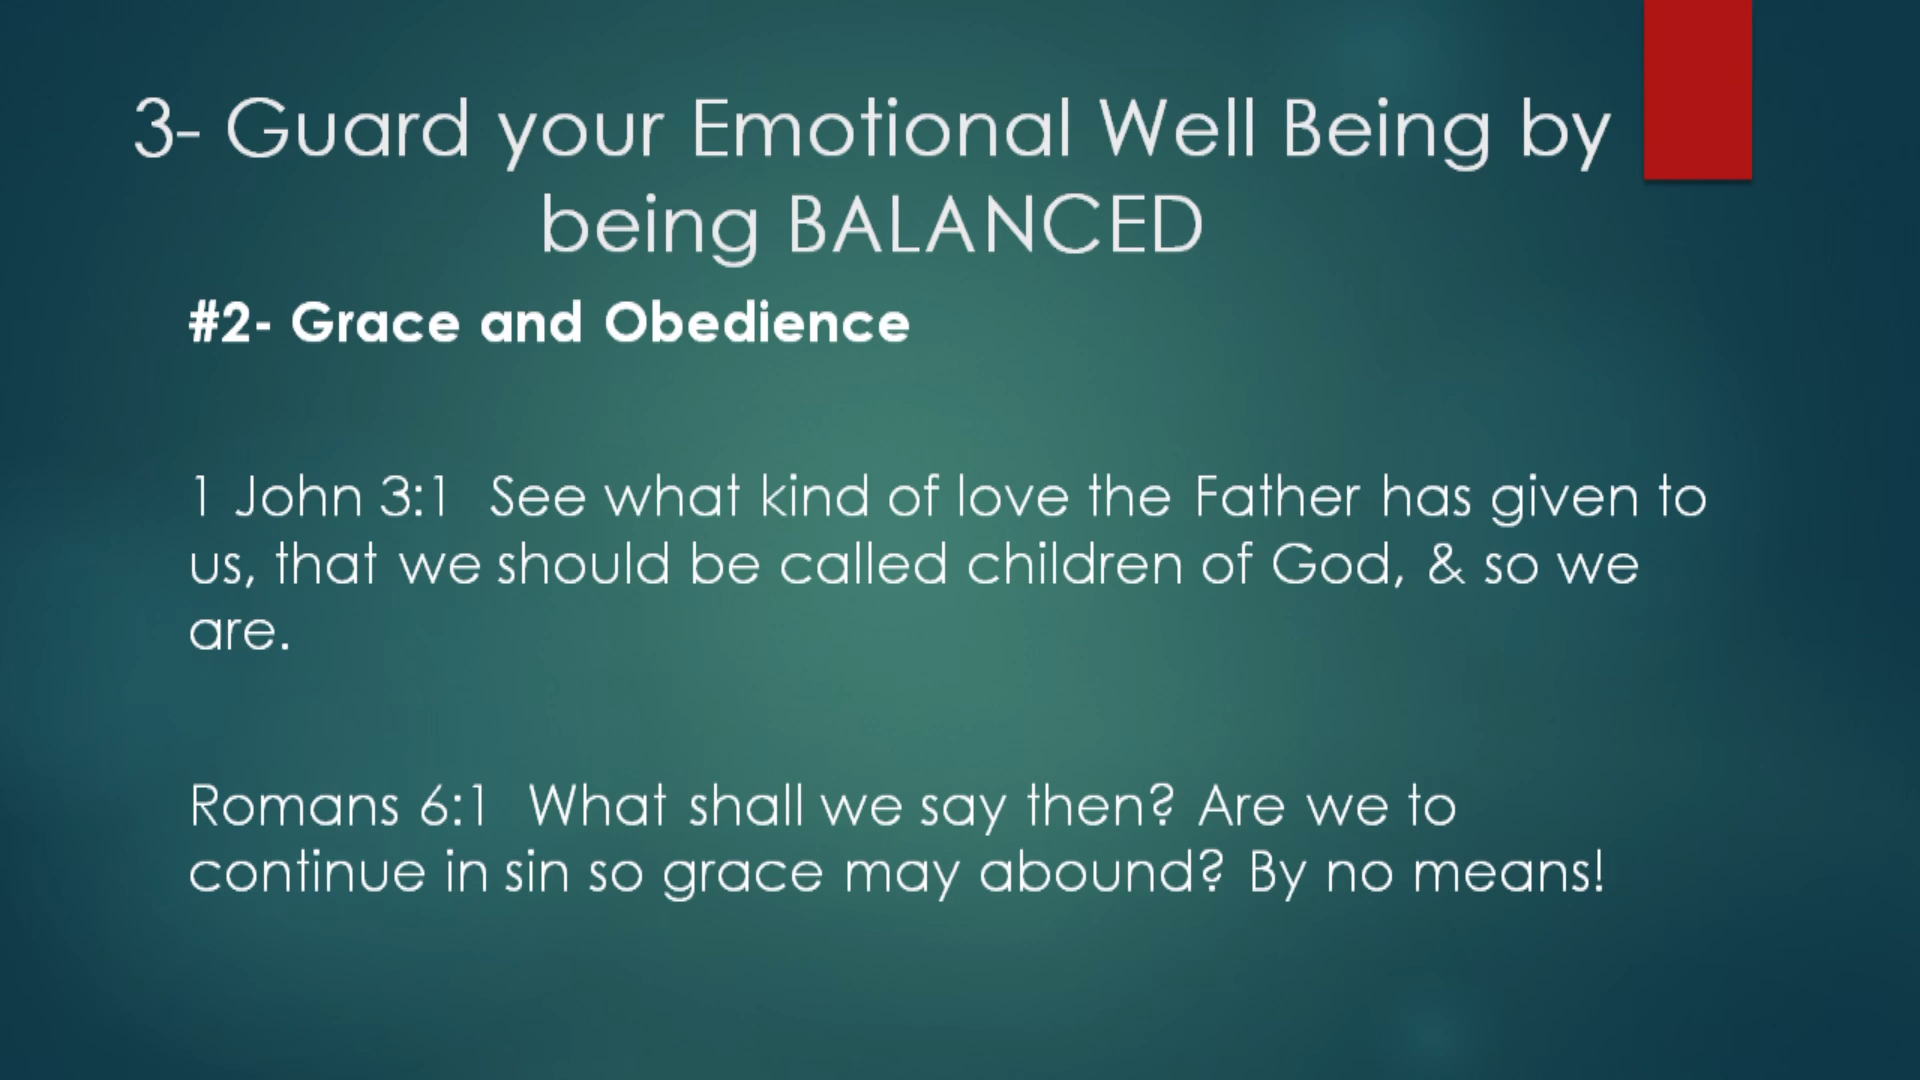 3- Guard your Emotional Well Being by
being BALANCED
#2- Grace and Obedience
1 John 3:1  See what kind of love the Father has given to
us, that we should be called children of God, & so we
are.
Romans 6:1  What shall we say then? Are we to
continue in sin so grace may abound? By no means!